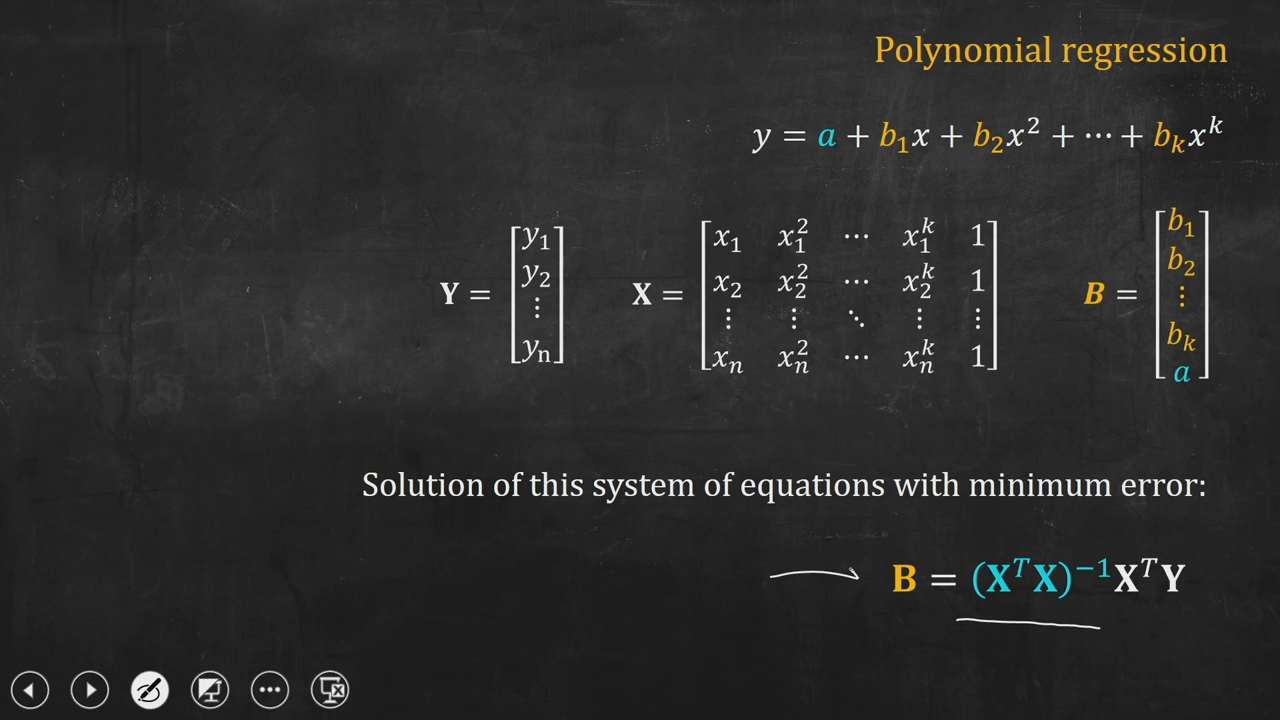 Polynomial regression
y = a + b₁x + b₂x² + ⋯ + bₖxᵏ
Y = [y₁ y₂ ⋮ yₙ] X = [x₁ x₁² ⋯ x₁ᵏ 1 x₂ x₂² ⋯ x₂ᵏ 1 ⋮ ⋮ ⋱ ⋮ ⋮ xₙ xₙ² ⋯ xₙᵏ 1] B = [b₁ b₂ ⋮ bₖ a]
Solution of this system of equations with minimum error:
B = (XᵀX)⁻¹XᵀY